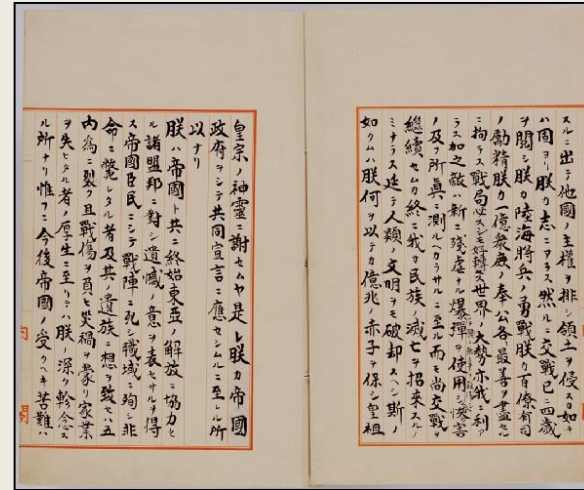 スルニ出テ他國ノ主權ヲ排シ領土ヲ侵スカ如キ
ハ固ヨリ朕カ志ニアラス然ルニ交戰已ニ四歲
ヲ閱シ朕カ陸海將兵ノ勇戰朕カ百僚有司
ノ勵精朕カ一億衆庶ノ奉公各最善ヲ盡セル
ニ拘ラス戰局必スシモ好轉セス世界ノ大勢亦我ニ利ア
ラス加之敵ハ新ニ殘虐ナル爆彈ヲ使用シ慘害
ノ及フ所眞ニ測ルヘカラサルニ至ル而モ尚交戰ヲ
繼續セムカ終ニ我カ民族ノ滅亡ヲ招來スルノ
ミナラス延テ人類ノ文明ヲモ破却スヘシ斯ノ
如クムハ朕何ヲ以テカ億兆ノ赤子ヲ保シ皇祖
皇宗ノ神靈ニ謝セムヤ是レ朕カ帝國
政府ヲシテ共同宣言ニ應セシムルニ至レル所
以ナリ
朕ハ帝國ト共ニ終始東亞ノ解放ニ協力セ
ル諸盟邦ニ對シ遺憾ノ意ヲ表セサルヲ得
ス帝國臣民ニシテ戰陣ニ死シ職域ニ殉シ非
命ニ斃レタル者及其ノ遺族ニ想ヲ致セハ五
內爲ニ裂ク且戰傷ヲ負ヒ災禍ヲ蒙リ家業
ヲ失ヒタル者ノ厚生ニ至リテハ朕ノ深ク軫念ス
ル所ナリ惟フニ今後帝國ノ受クヘキ苦難ハ